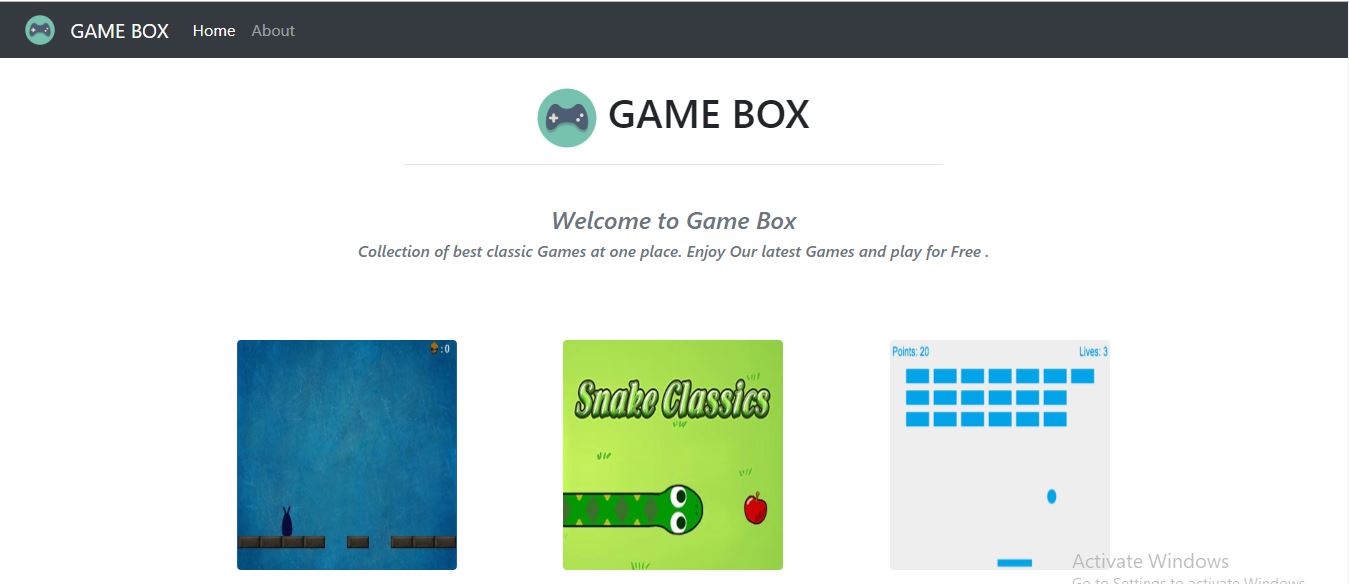 GAME BOX Home About
GAME BOX
Welcome to Game Box
Collection of best classic Games at one place. Enjoy Our latest Games and play for Free .
:0
Snake Classics
Points: 20 Lives: 3
Activate Windows
Go to Settings to activate Windows.